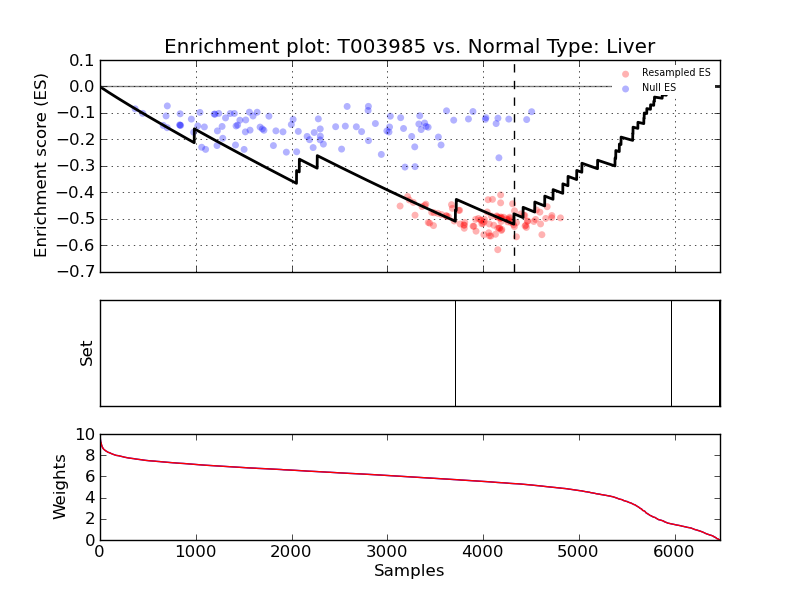 Enrichment plot: T003985 vs. Normal Type: Liver
Enrichment score (ES)
0.1
0.0
−0.1
−0.2
−0.3
−0.4
−0.5
−0.6
−0.7
Resampled ES
Null ES
Set
Weights
10
8
6
4
2
0
0 1000 2000 3000 4000 5000 6000
Samples